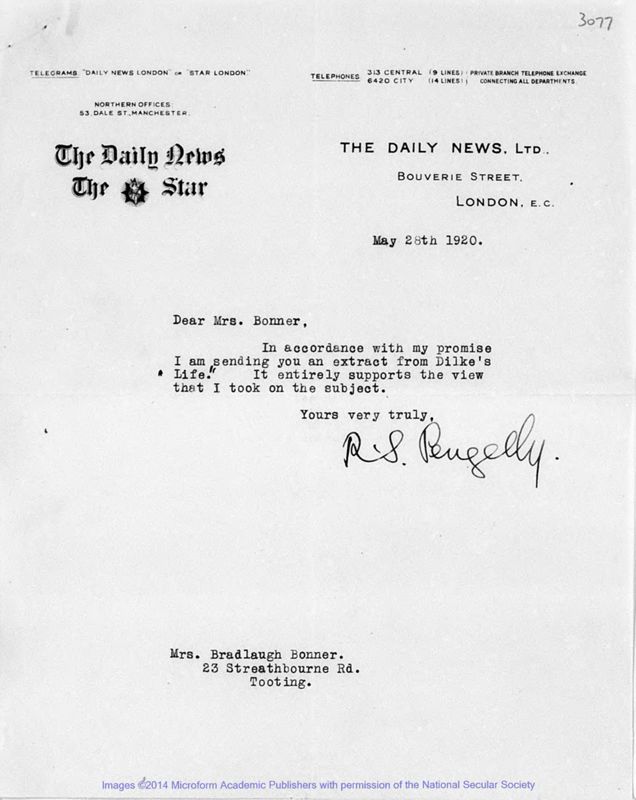 3077
TELEGRAMS: "DAILY NEWS LONDON" OR "STAR LONDON"
TELEPHONES 313 CENTRAL (9 LINES) PRIVATE BRANCH TELEPHONE EXCHANGE
6420 CITY (14 LINES) CONNECTING ALL DEPARTMENTS.
NORTHERN OFFICES:
53, DALE ST., MANCHESTER.
The Daily News
The Star
THE DAILY NEWS, LTD.,
BOUVERIE STREET,
LONDON, E.C.
May 28th 1920.
Dear Mrs. Bonner,
In accordance with my promise
I am sending you an extract from Dilke's
" Life." It entirely supports the view
that I took on the subject.
Yours very truly,
R. S. Pengelly.
Mrs. Bradlaugh Bonner.
23 Streathbourne Rd.
Tooting.
Images ©2014 Microform Academic Publishers with permission of the National Secular Society